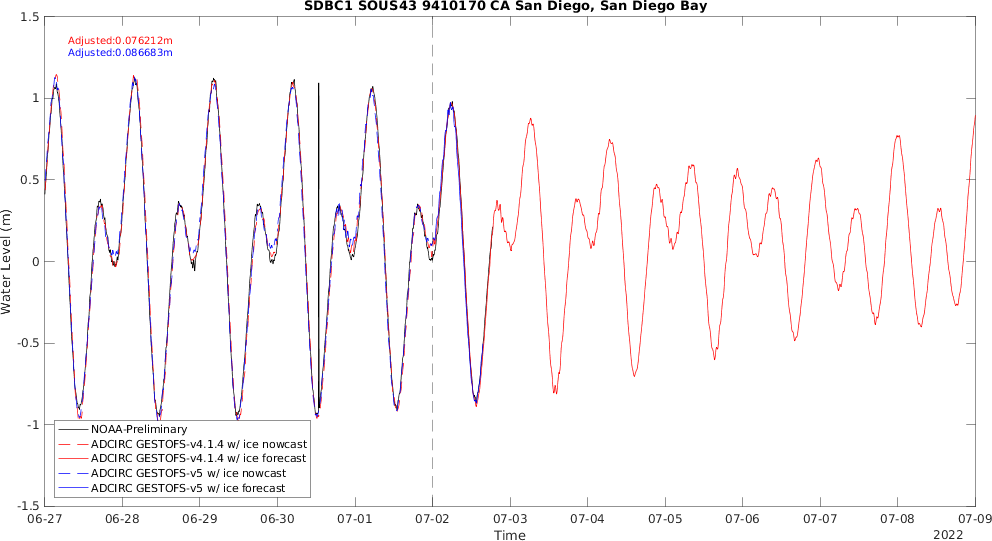 SDBC1 SOUS43 9410170 CA San Diego, San Diego Bay
1.5
Adjusted:0.076212m
Adjusted:0.086683m
1
0.5
0
-0.5
-1
-1.5
Water Level (m)
NOAA-Preliminary
ADCIRC GESTOFS-v4.1.4 w/ ice nowcast
ADCIRC GESTOFS-v4.1.4 w/ ice forecast
ADCIRC GESTOFS-v5 w/ ice nowcast
ADCIRC GESTOFS-v5 w/ ice forecast
06-27 06-28 06-29 06-30 07-01 07-02 07-03 07-04 07-05 07-06 07-07 07-08 07-09
Time
2022